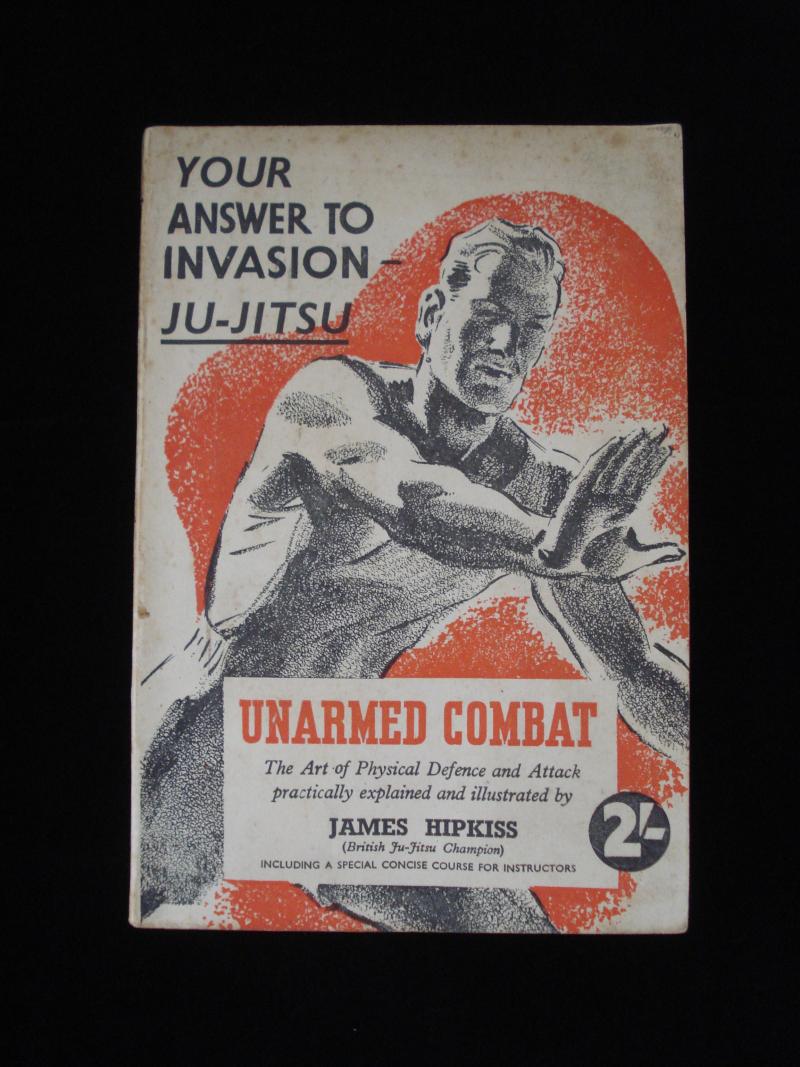 YOUR
ANSWER TO
INVASION –
JU-JITSU
UNARMED COMBAT
The Art of Physical Defence and Attack
practically explained and illustrated by
JAMES HIPKISS
(British Ju-Jitsu Champion)
INCLUDING A SPECIAL CONCISE COURSE FOR INSTRUCTORS
2/-